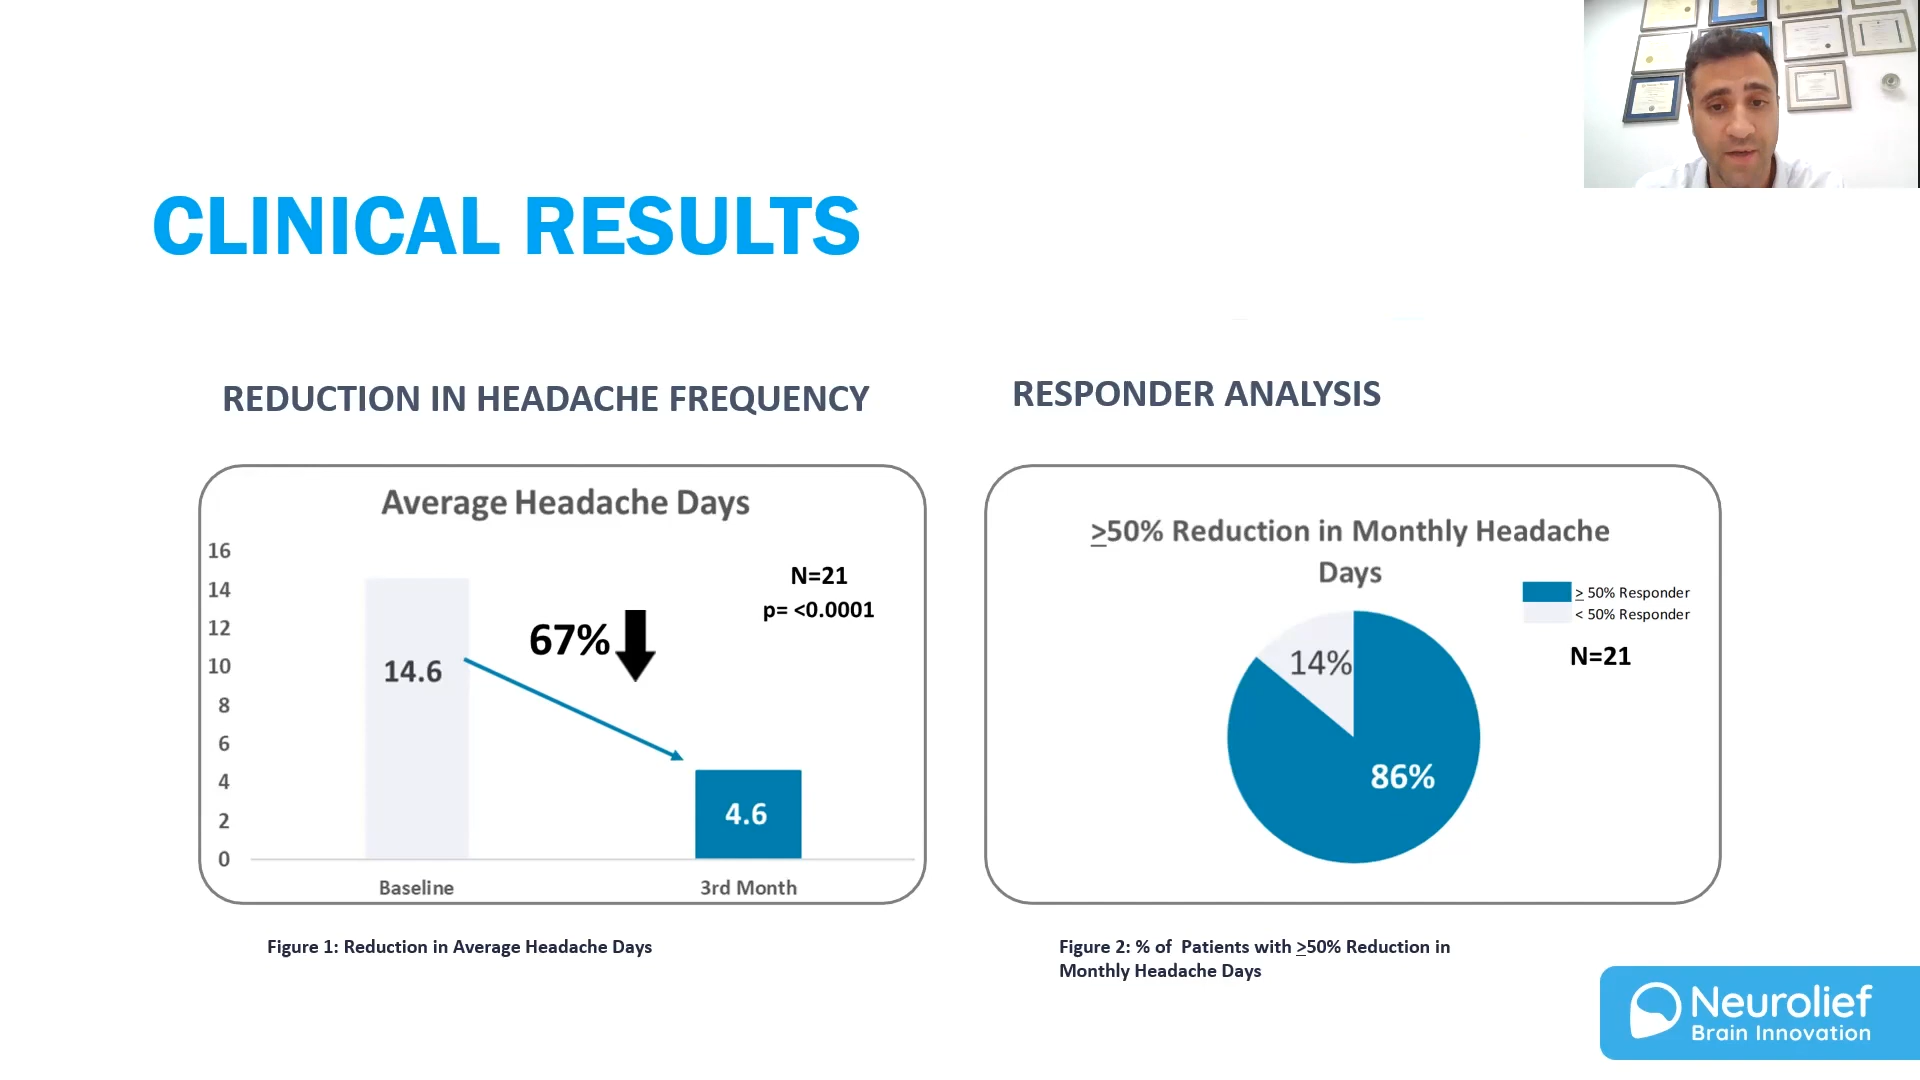 CLINICAL RESULTS
REDUCTION IN HEADACHE FREQUENCY
Average Headache Days
16
14
12
10
8
6
4
2
0
14.6
67%
N=21
p= <0.0001
4.6
Baseline
3rd Month
Figure 1: Reduction in Average Headache Days
RESPONDER ANALYSIS
>50% Reduction in Monthly Headache
Days
> 50% Responder
< 50% Responder
N=21
14%
86%
Figure 2: % of Patients with >50% Reduction in
Monthly Headache Days
Neurolief
Brain Innovation